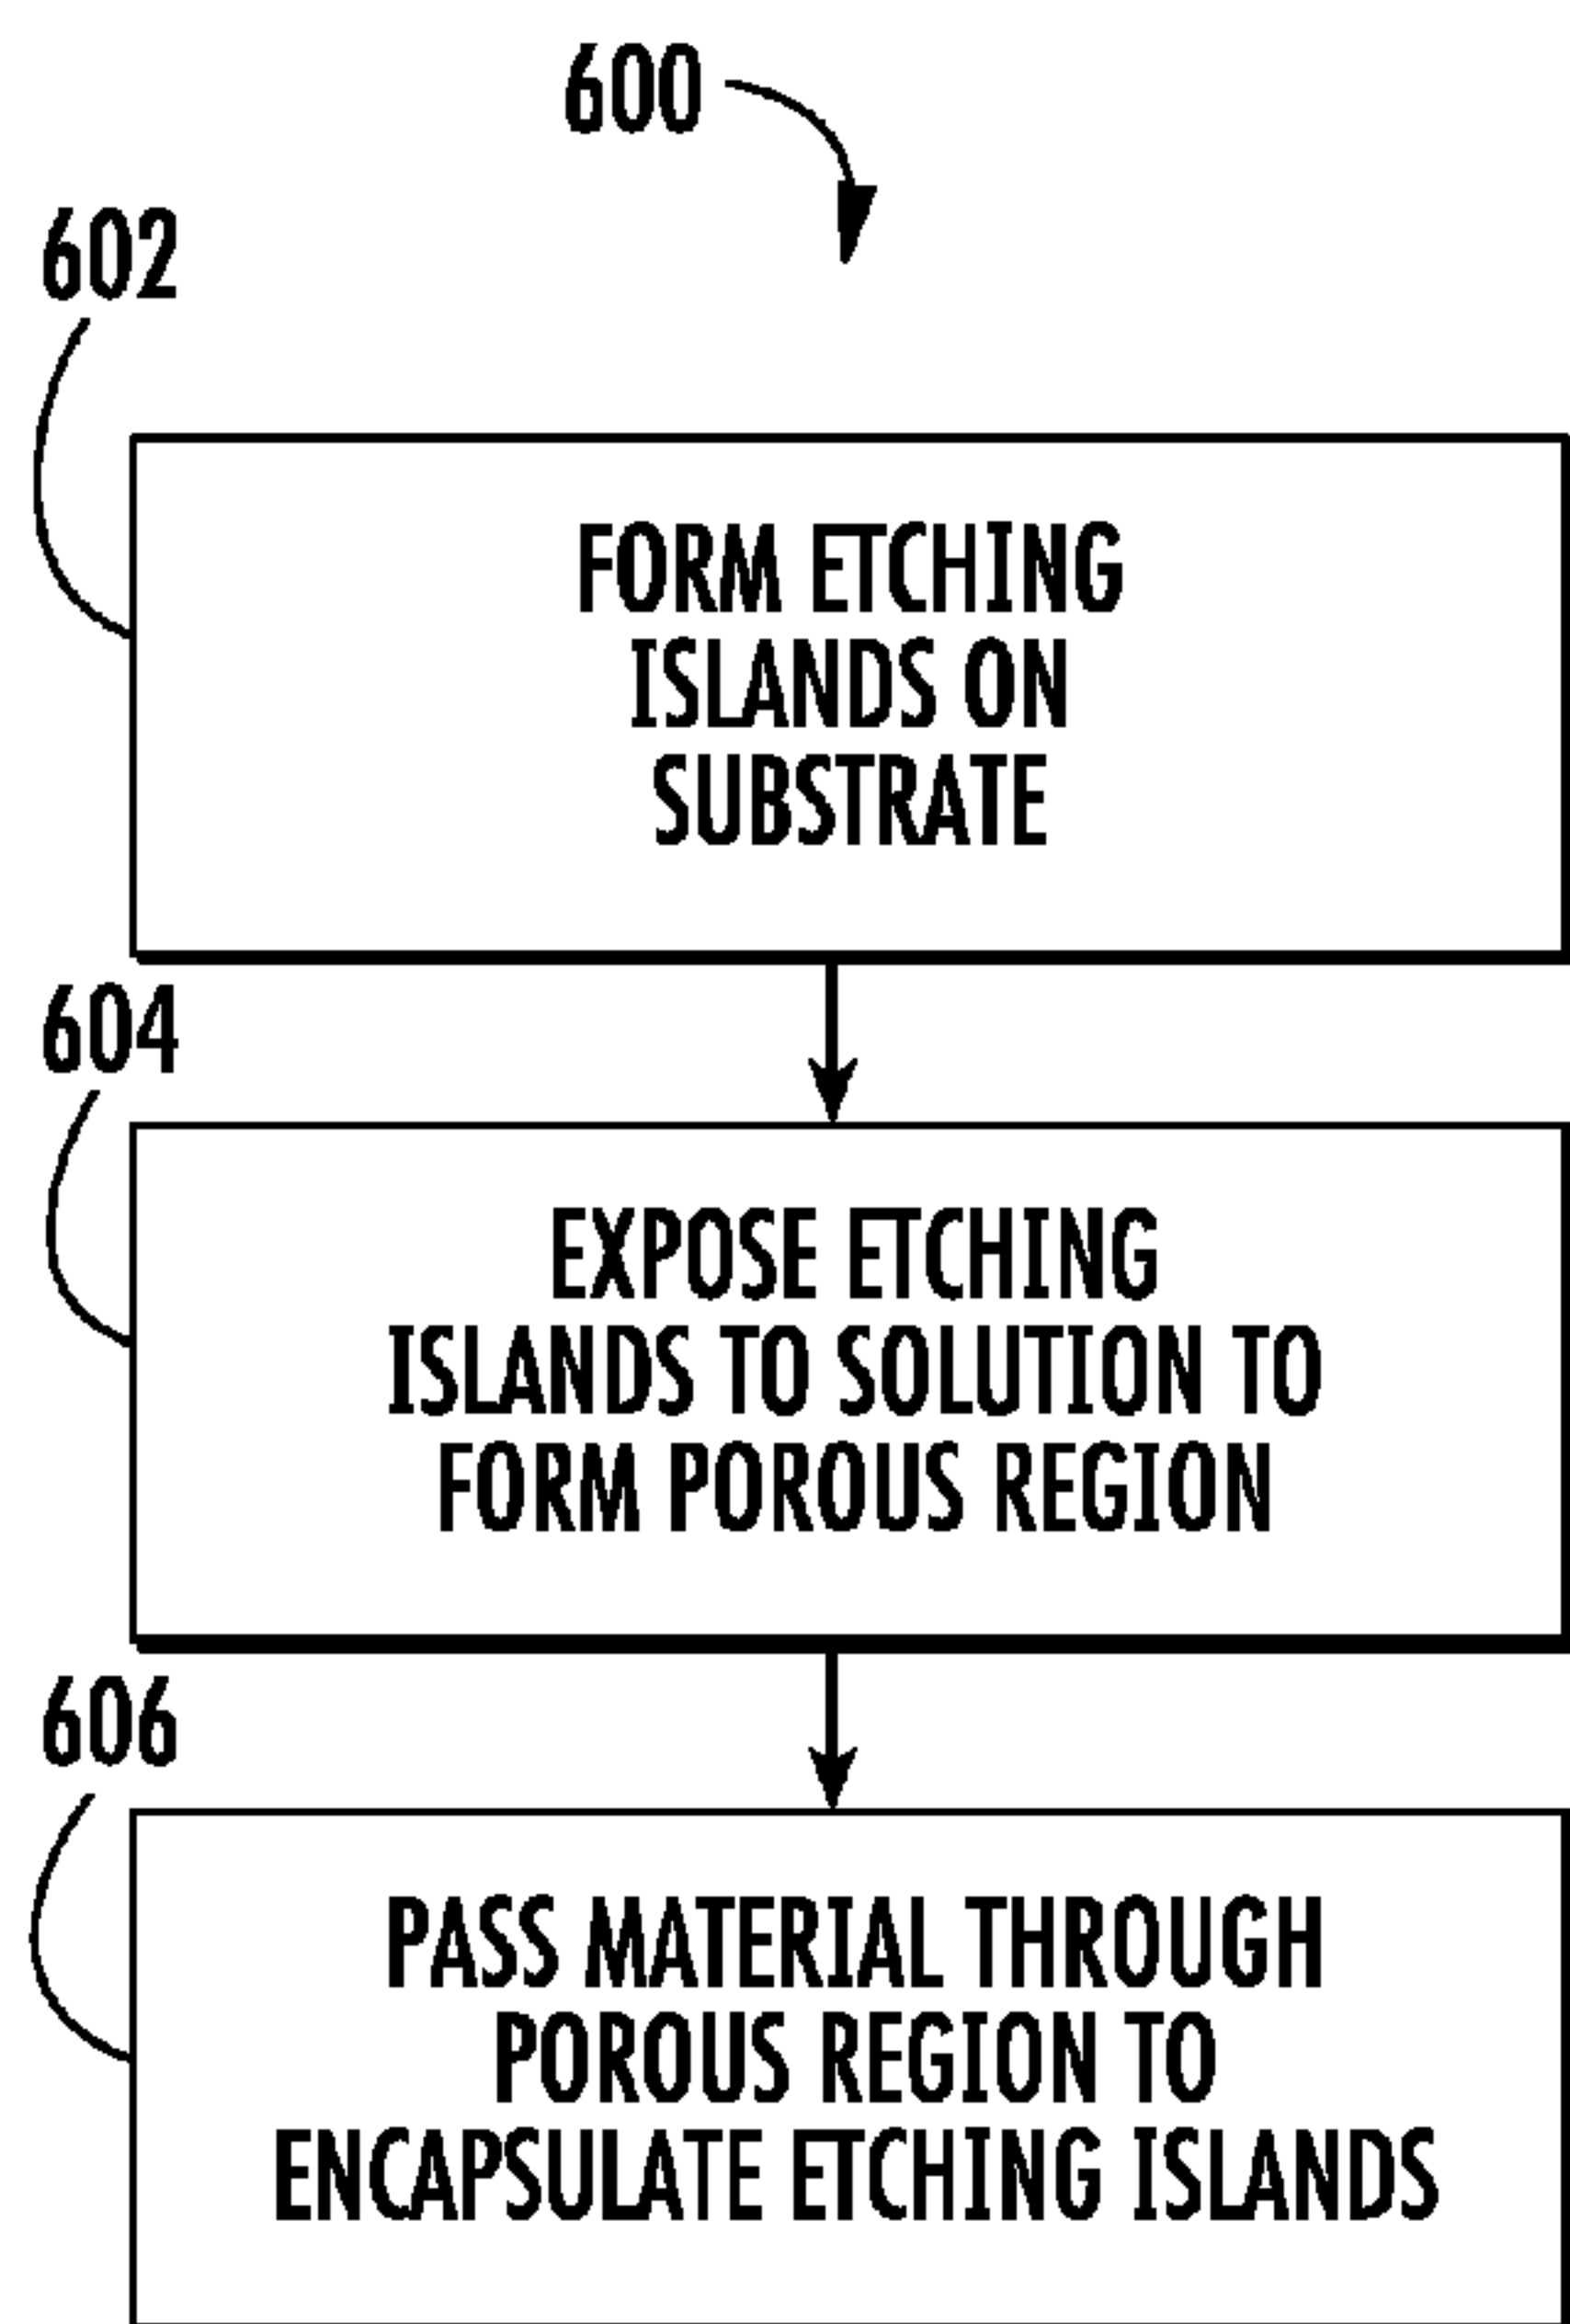 600
602
FORM ETCHING
ISLANDS ON
SUBSTRATE
604
EXPOSE ETCHING
ISLANDS TO SOLUTION TO
FORM POROUS REGION
606
PASS MATERIAL THROUGH
POROUS REGION TO
ENCAPSULATE ETCHING ISLANDS